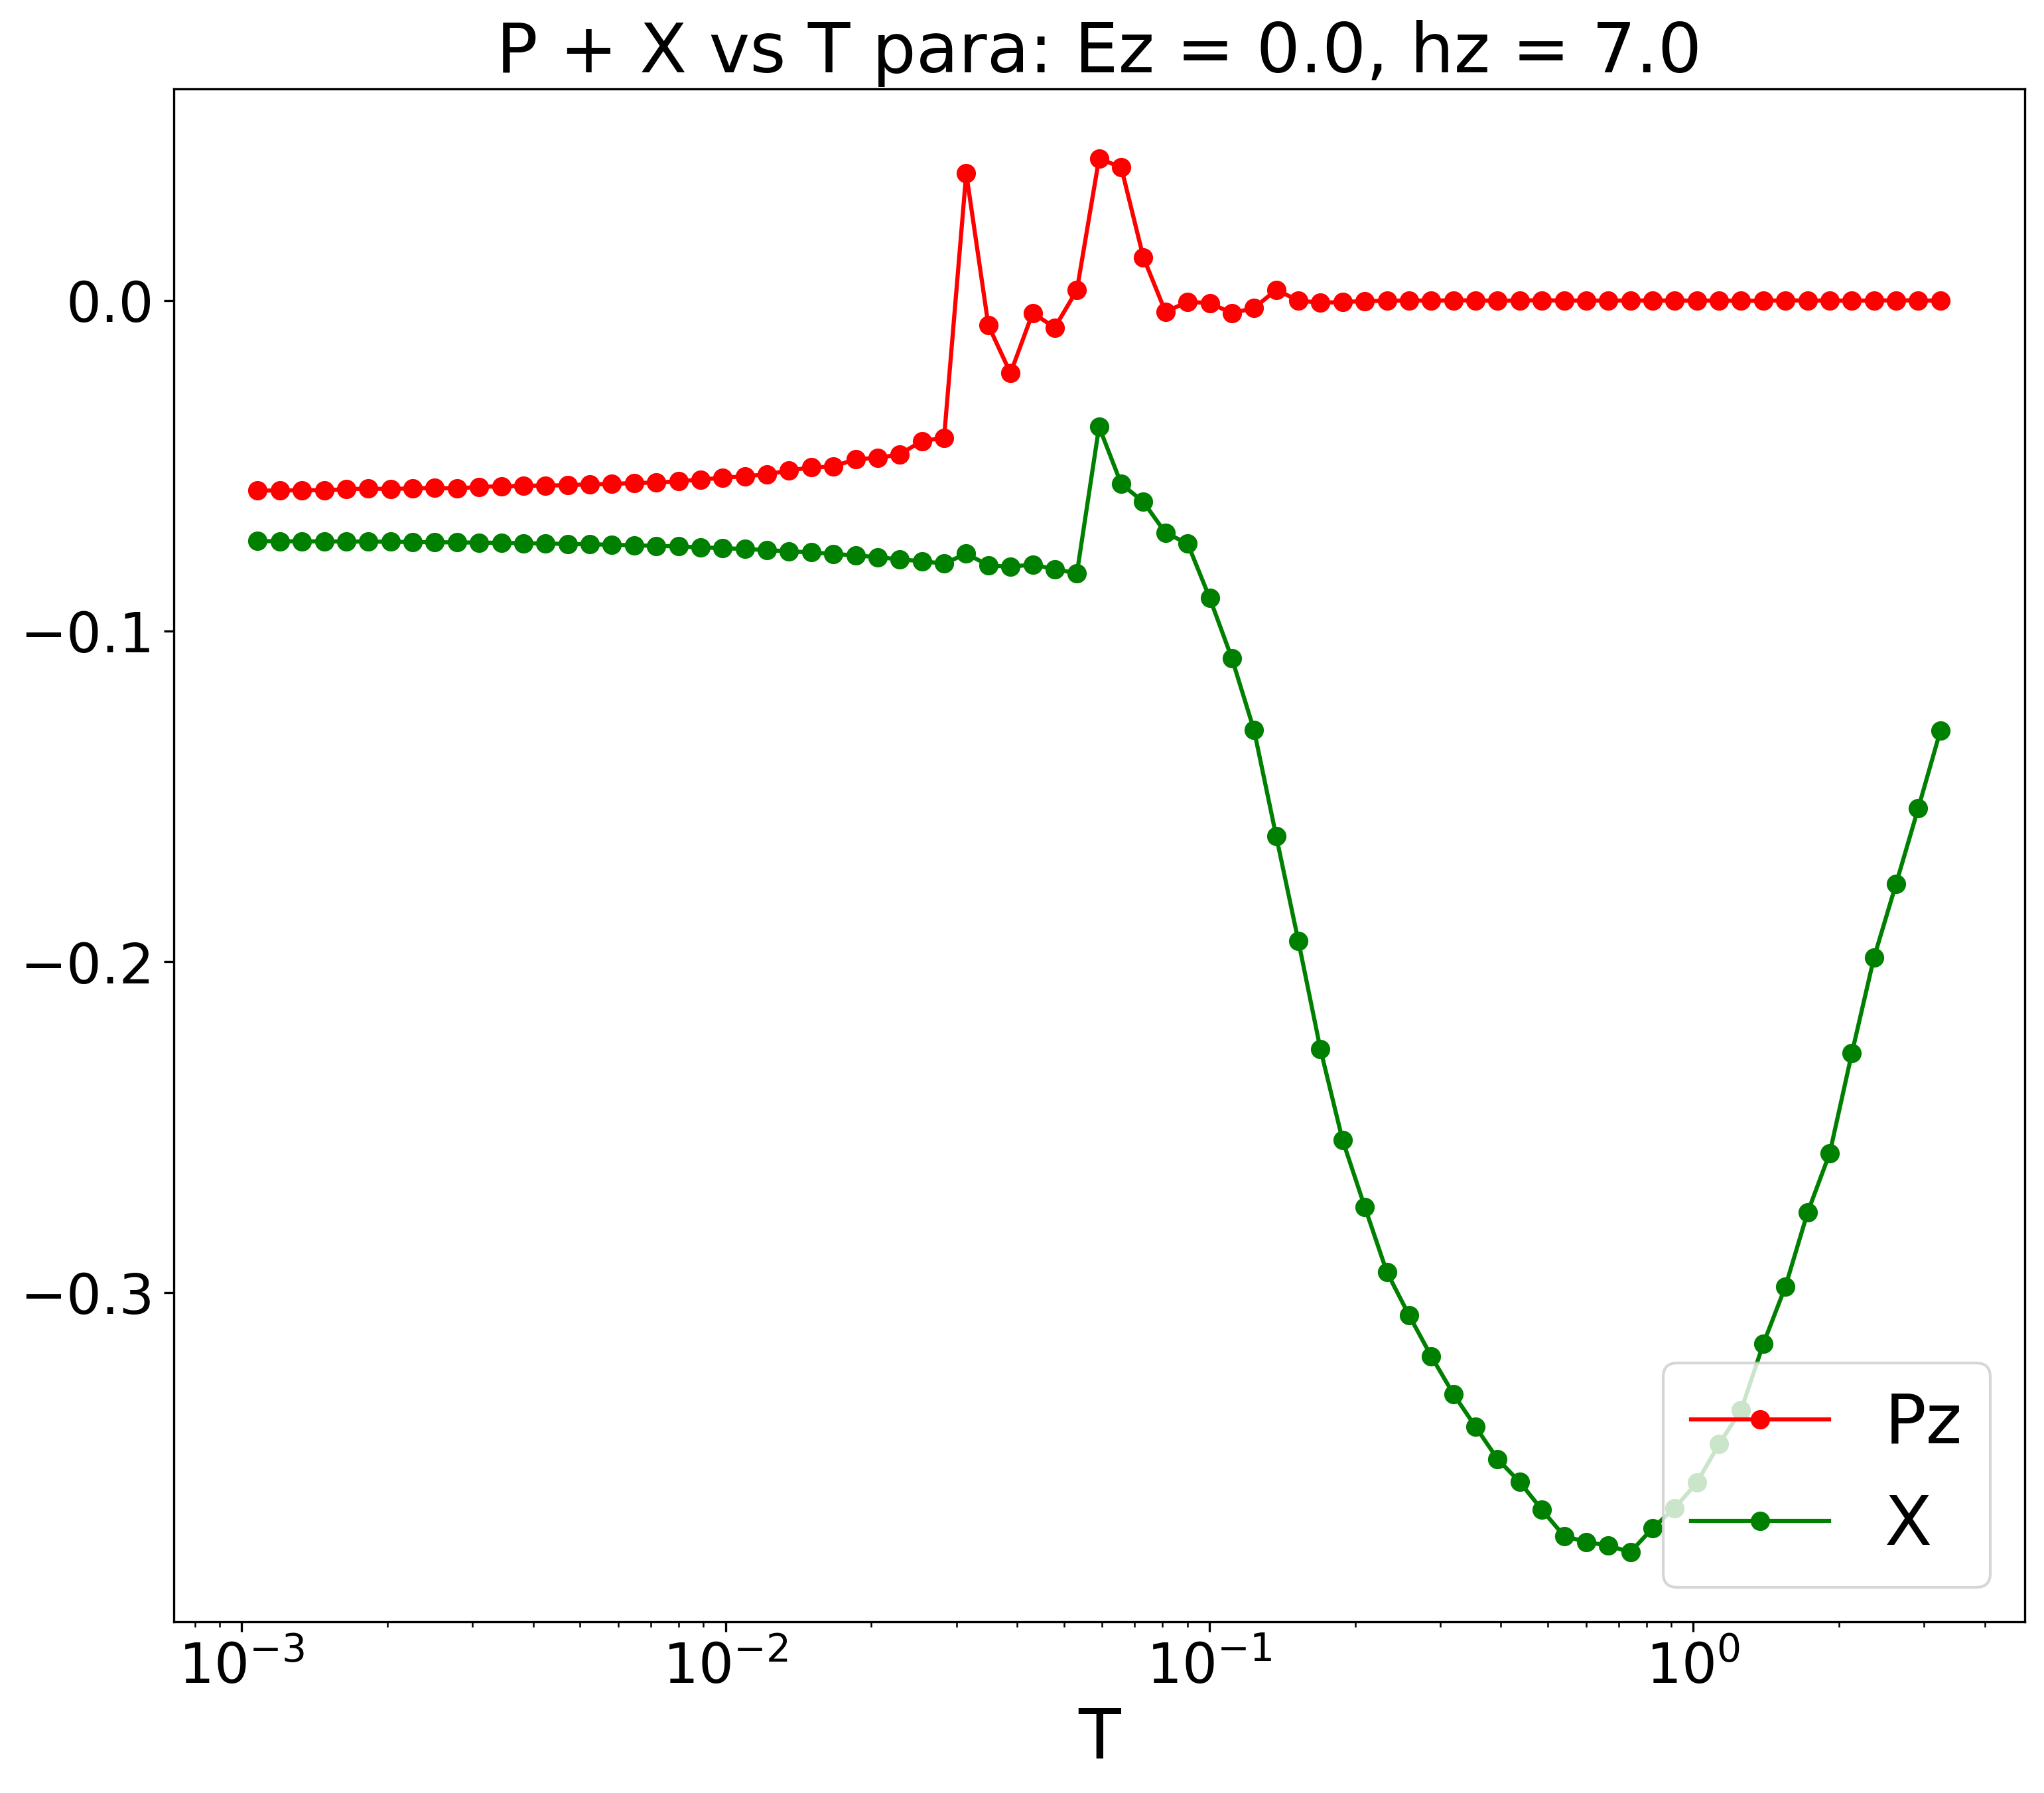 P + X vs T para: Ez = 0.0, hz = 7.0
0.0
−0.1
−0.2
−0.3
Pz
X
10⁻³ 10⁻² 10⁻¹ 10⁰
T